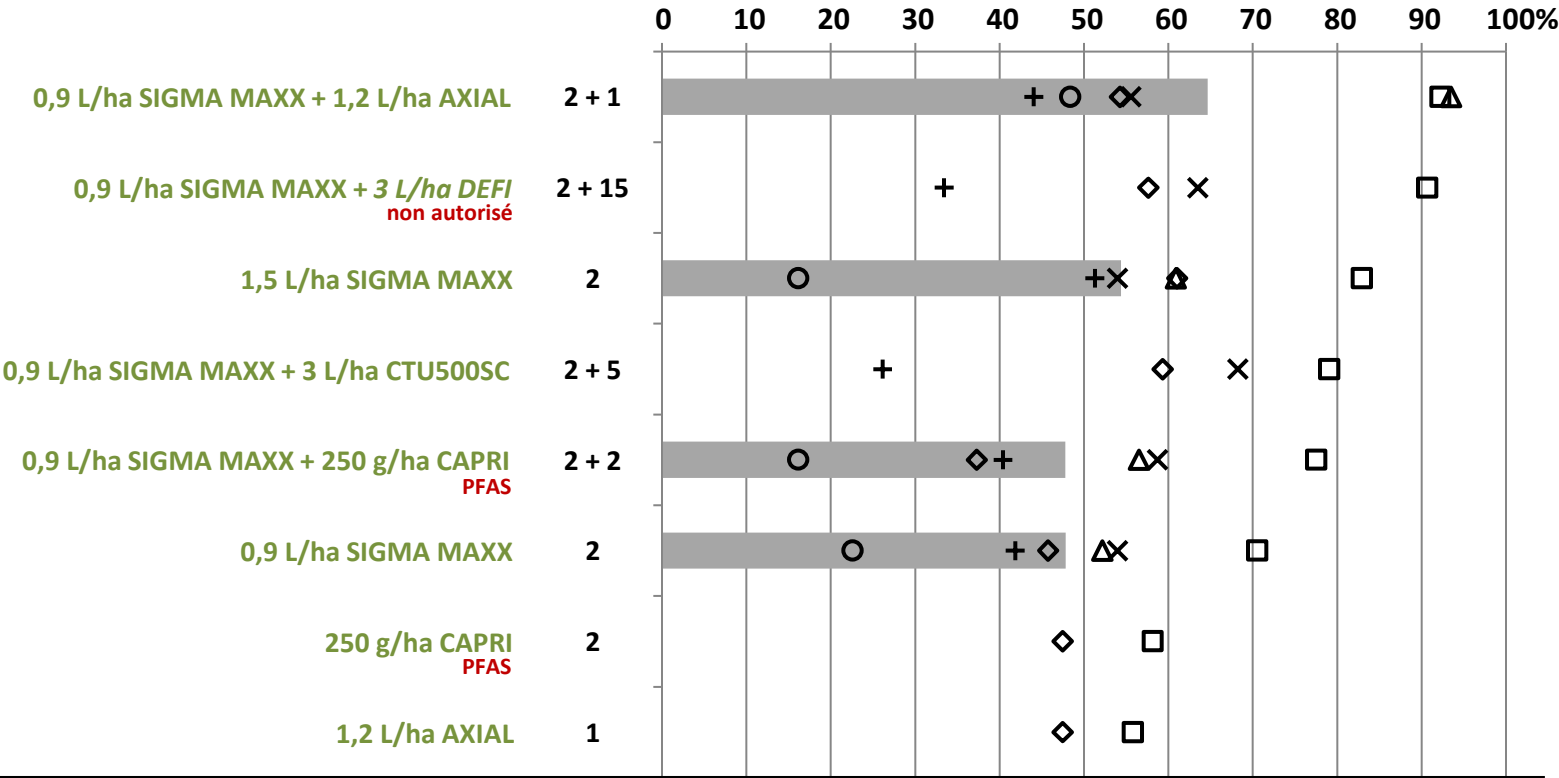 0 10 20 30 40 50 60 70 80 90 100%
0,9 L/ha SIGMA MAXX + 1,2 L/ha AXIAL 2 + 1
0,9 L/ha SIGMA MAXX + 3 L/ha DEFI 2 + 15
non autorisé
1,5 L/ha SIGMA MAXX 2
0,9 L/ha SIGMA MAXX + 3 L/ha CTU500SC 2 + 5
0,9 L/ha SIGMA MAXX + 250 g/ha CAPRI 2 + 2
PFAS
0,9 L/ha SIGMA MAXX 2
250 g/ha CAPRI 2
PFAS
1,2 L/ha AXIAL 1